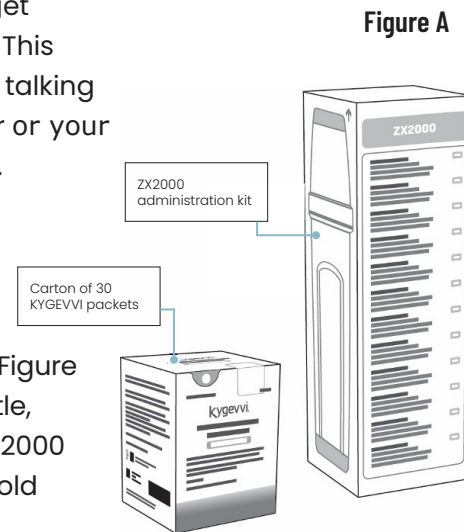 get
This
talking
or your
Figure A
ZX2000
ZX2000
administration kit
Carton of 30
KYGEVVI packets
Figure
kygevvi
2000
old